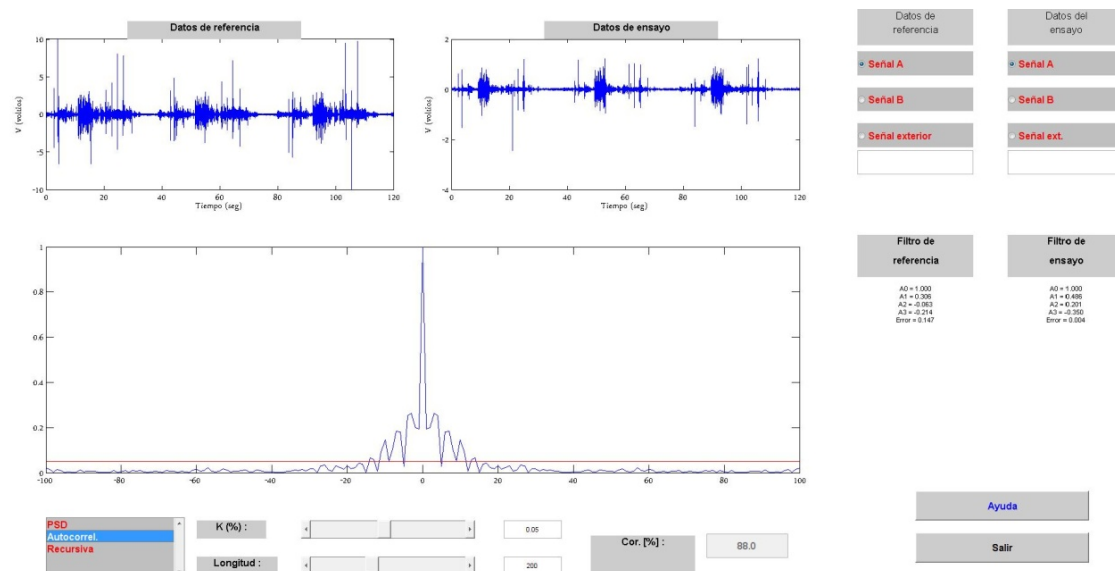 Datos de referencia
10
5
0
-5
-10
V (voltios)
0 20 40 60 80 100 120
Tiempo (seg)
Datos de ensayo
2
0
-2
-4
V (voltios)
0 20 40 60 80 100 120
Tiempo (seg)
Datos de
referencia
Señal A
Señal B
Señal exterior
Datos del
ensayo
Señal A
Señal B
Señal ext.
1
0.8
0.6
0.4
0.2
0
-100 -80 -60 -40 -20 0 20 40 60 80 100
Filtro de
referencia
A0 = 1.000
A1 = 0.306
A2 = -0.063
A3 = -0.214
Error = 0.147
Filtro de
ensayo
A0 = 1.000
A1 = 0.486
A2 = 0.201
A3 = -0.350
Error = 0.004
PSD
Autocorrel.
Recursiva
K (%) :
0.05
Longitud :
200
Cor. [%] :
88.0
Ayuda
Salir